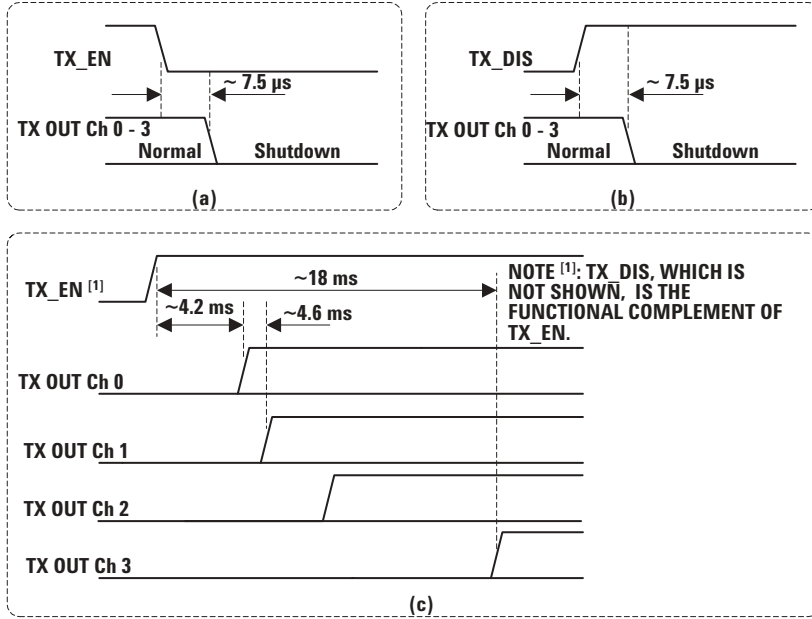 TX_EN
~ 7.5 µs
TX OUT Ch 0 - 3
Normal Shutdown
(a)
TX_DIS
~ 7.5 µs
TX OUT Ch 0 - 3
Normal Shutdown
(b)
TX_EN [1]
~18 ms
~4.2 ms
~4.6 ms
NOTE [1]: TX_DIS, WHICH IS
NOT SHOWN, IS THE
FUNCTIONAL COMPLEMENT OF
TX_EN.
TX OUT Ch 0
TX OUT Ch 1
TX OUT Ch 2
TX OUT Ch 3
(c)